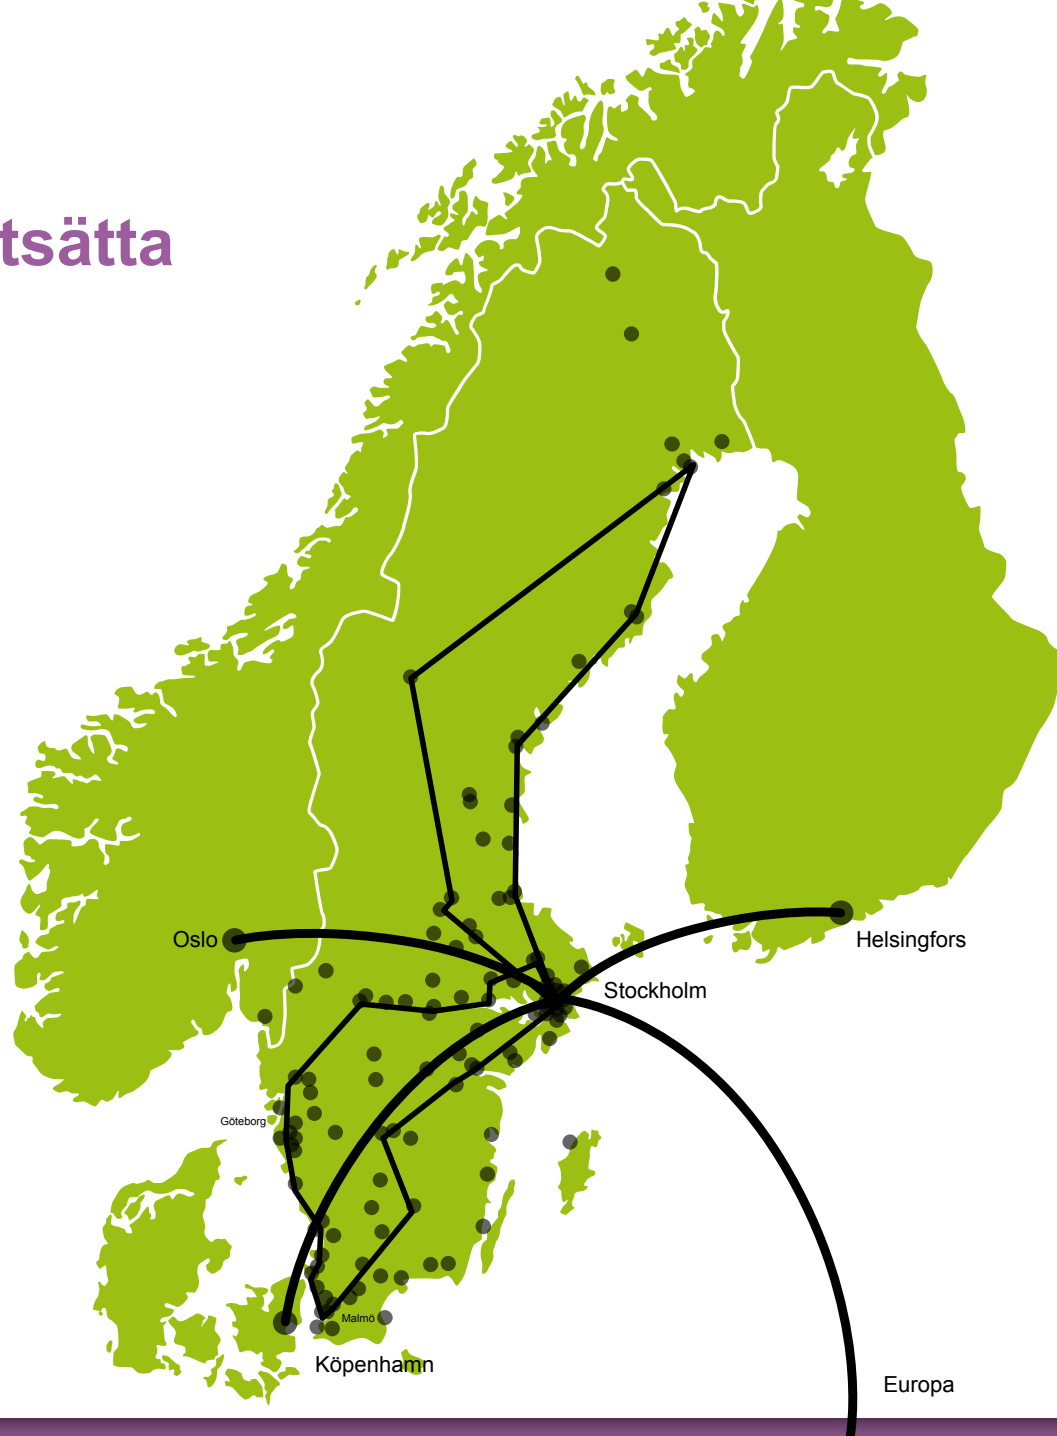 tsätta
Oslo
Helsingfors
Stockholm
Göteborg
Malmö
Köpenhamn
Europa